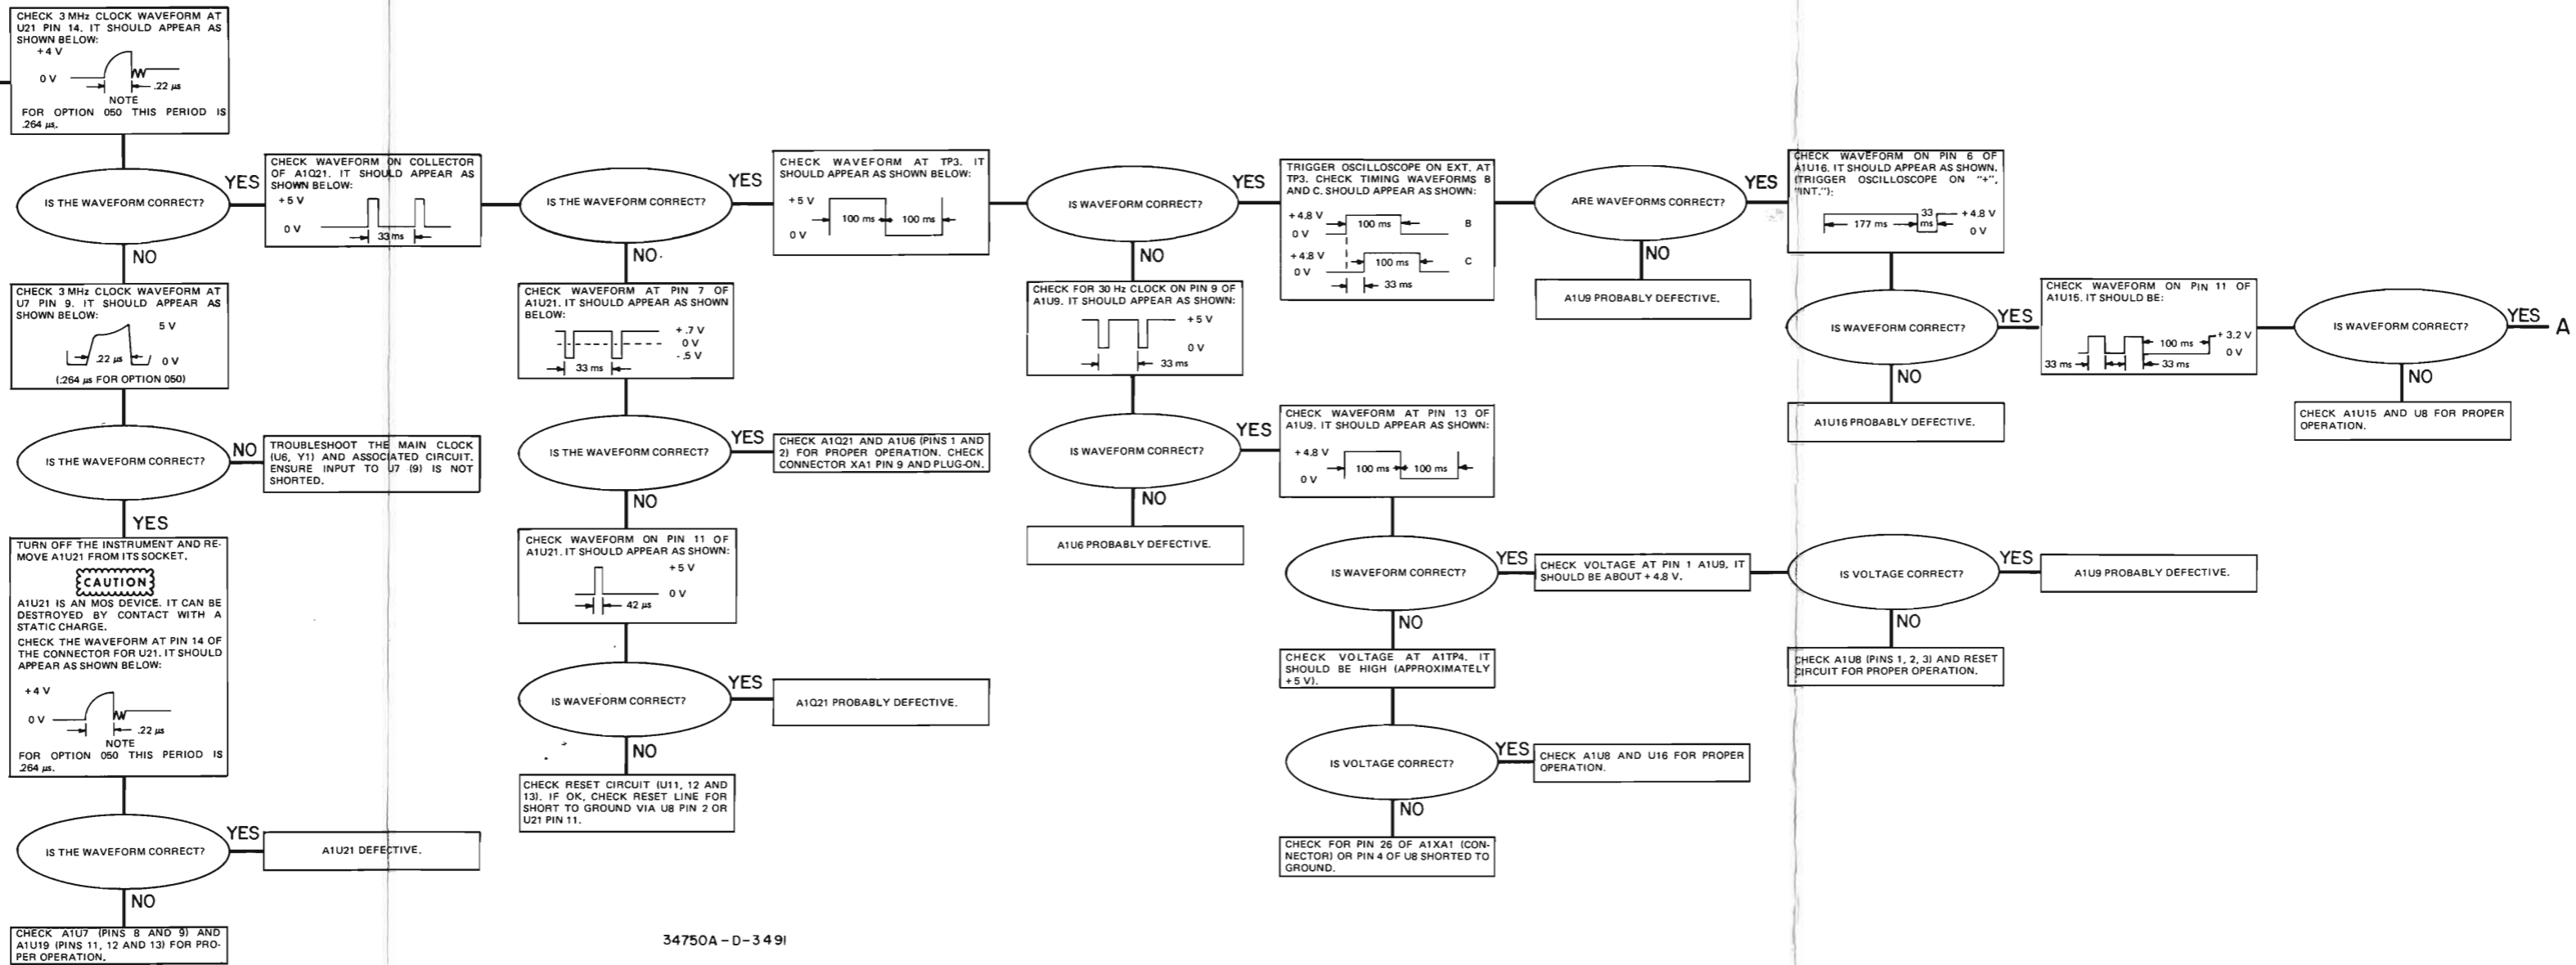 CHECK 3 MHz CLOCK WAVEFORM AT
U21 PIN 14. IT SHOULD APPEAR AS
SHOWN BELOW:
+4 V
0 V
.22 µs
NOTE
FOR OPTION 050 THIS PERIOD IS
.264 µs.
IS THE WAVEFORM CORRECT?
YES
NO
CHECK 3 MHz CLOCK WAVEFORM AT
U7 PIN 9. IT SHOULD APPEAR AS
SHOWN BELOW:
5 V
.22 µs
0 V
(.264 µs FOR OPTION 050)
IS THE WAVEFORM CORRECT?
NO
TROUBLESHOOT THE MAIN CLOCK
(U6, Y1) AND ASSOCIATED CIRCUIT.
ENSURE INPUT TO U7 (9) IS NOT
SHORTED.
YES
TURN OFF THE INSTRUMENT AND RE-
MOVE A1U21 FROM ITS SOCKET.
CAUTION
A1U21 IS AN MOS DEVICE. IT CAN BE
DESTROYED BY CONTACT WITH A
STATIC CHARGE.
CHECK THE WAVEFORM AT PIN 14 OF
THE CONNECTOR FOR U21. IT SHOULD
APPEAR AS SHOWN BELOW:
+4 V
0 V
.22 µs
NOTE
FOR OPTION 050 THIS PERIOD IS
.264 µs.
IS THE WAVEFORM CORRECT?
YES
A1U21 DEFECTIVE.
NO
CHECK A1U7 (PINS 8 AND 9) AND
A1U19 (PINS 11, 12 AND 13) FOR PRO-
PER OPERATION.
CHECK WAVEFORM ON COLLECTOR
OF A1Q21. IT SHOULD APPEAR AS
SHOWN BELOW:
+5 V
0 V
33 ms
IS THE WAVEFORM CORRECT?
YES
NO.
CHECK WAVEFORM AT PIN 7 OF
A1U21. IT SHOULD APPEAR AS SHOWN
BELOW:
+.7 V
0 V
-.5 V
33 ms
IS THE WAVEFORM CORRECT?
YES
CHECK A1Q21 AND A1U6 (PINS 1 AND
2) FOR PROPER OPERATION. CHECK
CONNECTOR XA1 PIN 9 AND PLUG-ON.
NO
CHECK WAVEFORM ON PIN 11 OF
A1U21. IT SHOULD APPEAR AS SHOWN:
+5 V
0 V
42 µs
IS WAVEFORM CORRECT?
YES
A1Q21 PROBABLY DEFECTIVE.
NO
CHECK RESET CIRCUIT (U11, 12 AND
13). IF OK, CHECK RESET LINE FOR
SHORT TO GROUND VIA U8 PIN 2 OR
U21 PIN 11.
CHECK WAVEFORM AT TP3. IT
SHOULD APPEAR AS SHOWN BELOW:
+5 V
100 ms 100 ms
0 V
IS WAVEFORM CORRECT?
YES
NO
CHECK FOR 30 Hz CLOCK ON PIN 9 OF
A1U9. IT SHOULD APPEAR AS SHOWN:
+5 V
0 V
33 ms
IS WAVEFORM CORRECT?
YES
NO
A1U6 PROBABLY DEFECTIVE.
TRIGGER OSCILLOSCOPE ON EXT. AT
TP3. CHECK TIMING WAVEFORMS B
AND C. SHOULD APPEAR AS SHOWN:
+4.8 V
100 ms B
0 V
+4.8 V
100 ms C
0 V
33 ms
ARE WAVEFORMS CORRECT?
YES
NO
A1U9 PROBABLY DEFECTIVE.
CHECK WAVEFORM AT PIN 13 OF
A1U9. IT SHOULD APPEAR AS SHOWN:
+4.8 V
100 ms 100 ms
0 V
IS WAVEFORM CORRECT?
YES
CHECK VOLTAGE AT PIN 1 A1U9. IT
SHOULD BE ABOUT +4.8 V.
IS VOLTAGE CORRECT?
YES
A1U9 PROBABLY DEFECTIVE.
NO
CHECK A1U8 (PINS 1, 2, 3) AND RESET
CIRCUIT FOR PROPER OPERATION.
NO
CHECK VOLTAGE AT A1TP4. IT
SHOULD BE HIGH (APPROXIMATELY
+5 V).
IS VOLTAGE CORRECT?
YES
CHECK A1U8 AND U16 FOR PROPER
OPERATION.
NO
CHECK FOR PIN 26 OF A1XA1 (CON-
NECTOR) OR PIN 4 OF U8 SHORTED TO
GROUND.
CHECK WAVEFORM ON PIN 6 OF
A1U16. IT SHOULD APPEAR AS SHOWN.
(TRIGGER OSCILLOSCOPE ON "+",
"INT."):
177 ms
33 ms
+4.8 V
0 V
IS WAVEFORM CORRECT?
YES
NO
A1U16 PROBABLY DEFECTIVE.
CHECK WAVEFORM ON PIN 11 OF
A1U15. IT SHOULD BE:
100 ms +3.2 V
0 V
33 ms 33 ms
IS WAVEFORM CORRECT?
YES A
NO
CHECK A1U15 AND U8 FOR PROPER
OPERATION.
34750A-D-3491